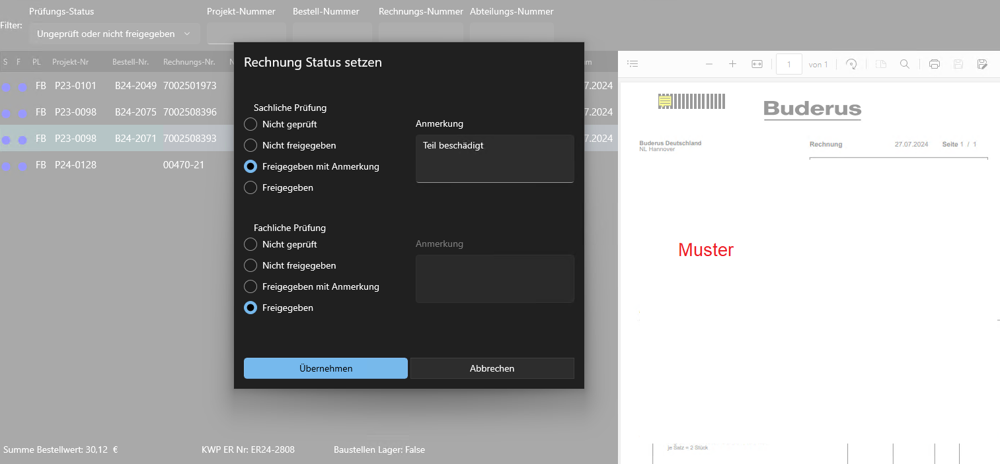 Prüfungs-Status Projekt-Nummer Bestell-Nummer Rechnungs-Nummer Abteilungs-Nummer
Filter: Ungeprüft oder nicht freigegeben
S F PL Projekt-Nr Bestell-Nr. Rechnungs-Nr.
FB P23-0101 B24-2049 7002501973 7.2024
FB P23-0098 B24-2075 7002508396
FB P23-0098 B24-2071 7002508393 7.2024
FB P24-0128 00470-21
Rechnung Status setzen
Sachliche Prüfung
Nicht geprüft
Nicht freigegeben
Freigegeben mit Anmerkung
Freigegeben
Anmerkung
Teil beschädigt
Fachliche Prüfung
Nicht geprüft
Nicht freigegeben
Freigegeben mit Anmerkung
Freigegeben
Anmerkung
Übernehmen Abbrechen
Summe Bestellwert: 30,12 € KWP ER Nr: ER24-2808 Baustellen Lager: False
1 von 1
Buderus
Buderus Deutschland
NL Hannover
Rechnung 27.07.2024 Seite 1 / 1
Muster
je Satz = 2 Stück